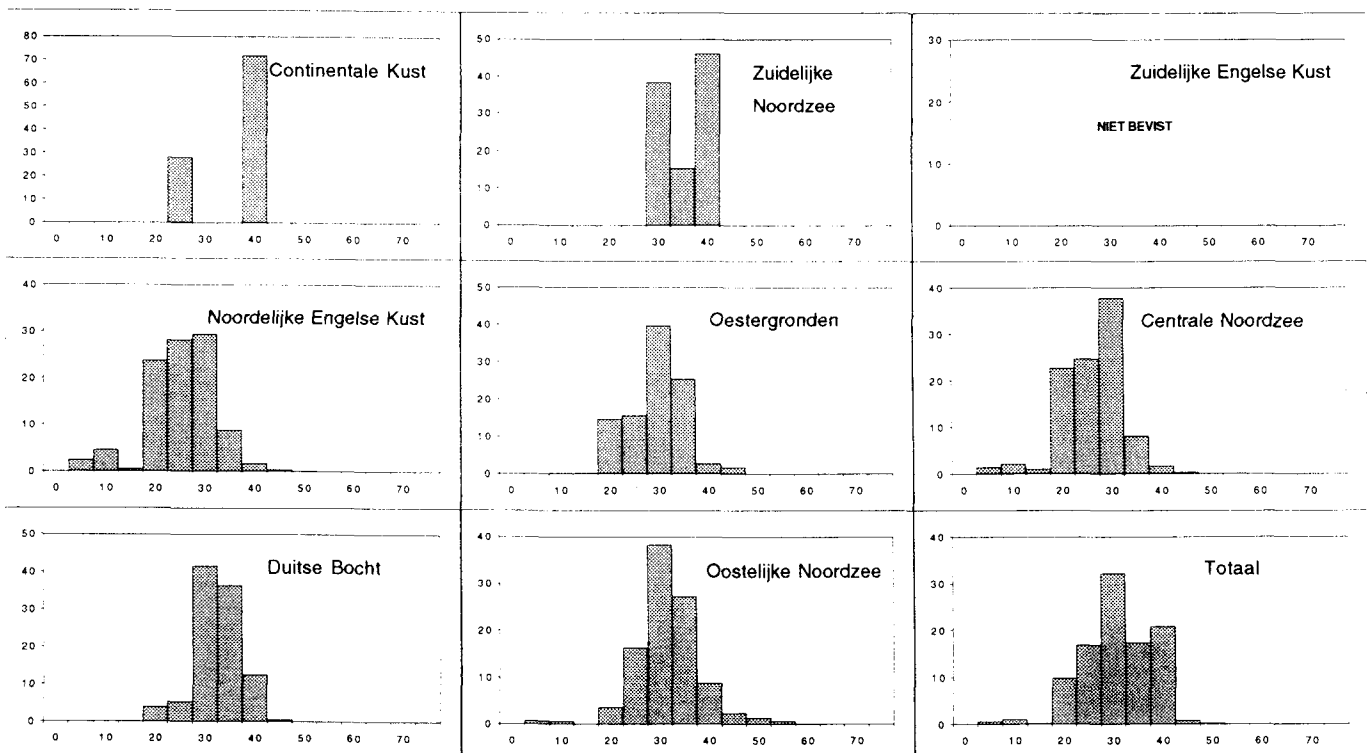 80
70
60
50
40
30
20
10
0
Continentale Kust
0 10 20 30 40 50 60 70
50
40
30
20
10
0
Zuidelijke
Noordzee
0 10 20 30 40 50 60 70
30
20
10
0
Zuidelijke Engelse Kust
NIET BEVIST
0 10 20 30 40 50 60 70
40
30
20
10
0
Noordelijke Engelse Kust
0 10 20 30 40 50 60 70
50
40
30
20
10
0
Oestergronden
0 10 20 30 40 50 60 70
40
30
20
10
0
Centrale Noordzee
0 10 20 30 40 50 60 70
50
40
30
20
10
0
Duitse Bocht
0 10 20 30 40 50 60 70
40
30
20
10
0
Oostelijke Noordzee
0 10 20 30 40 50 60 70
40
30
20
10
0
Totaal
0 10 20 30 40 50 60 70